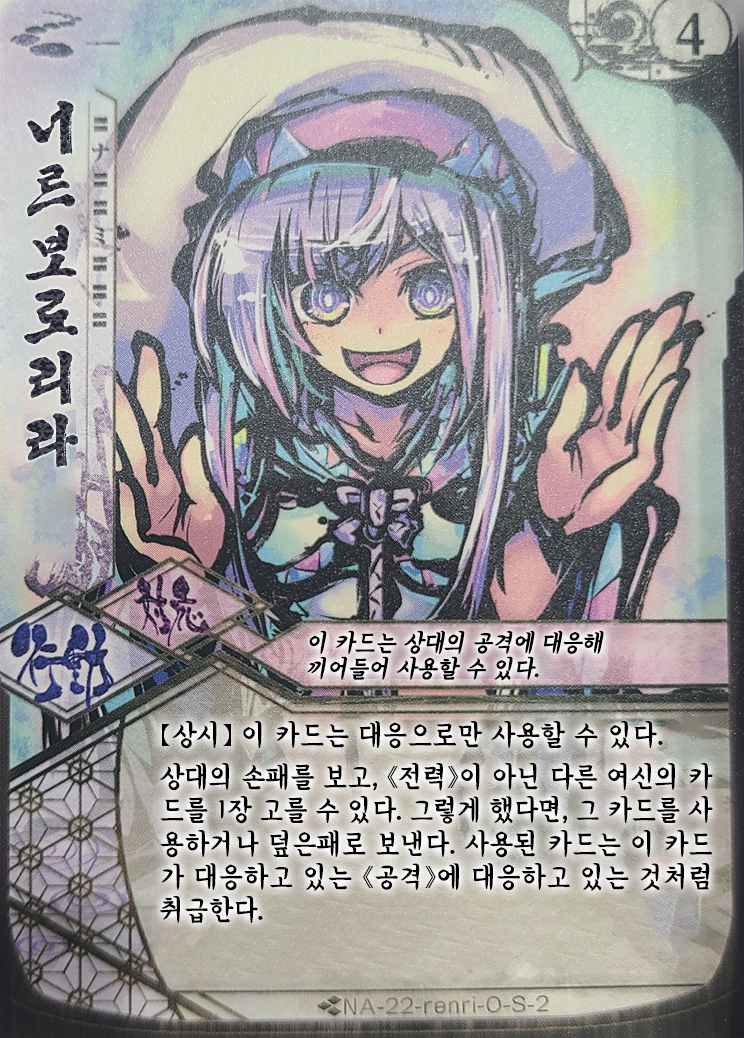 4
니르보로리라
対応
行動
이 카드는 상대의 공격에 대응해
끼어들어 사용할 수 있다.
【상시】 이 카드는 대응으로만 사용할 수 있다.
상대의 손패를 보고, 《전력》이 아닌 다른 여신의 카
드를 1장 고를 수 있다. 그렇게 했다면, 그 카드를 사
용하거나 덮은패로 보낸다. 사용된 카드는 이 카드
가 대응하고 있는 《공격》에 대응하고 있는 것처럼
취급한다.
NA-22-renri-O-S-2